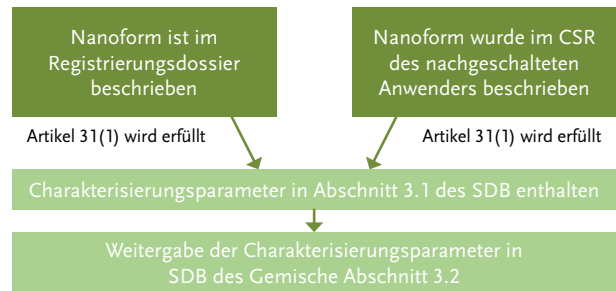 Nanoform ist im
Registrierungsdossier
beschrieben
Nanoform wurde im CSR
des nachgeschalteten
Anwenders beschrieben
Artikel 31(1) wird erfüllt
Artikel 31(1) wird erfüllt
Charakterisierungsparameter in Abschnitt 3.1 des SDB enthalten
Weitergabe der Charakterisierungsparameter in
SDB des Gemische Abschnitt 3.2